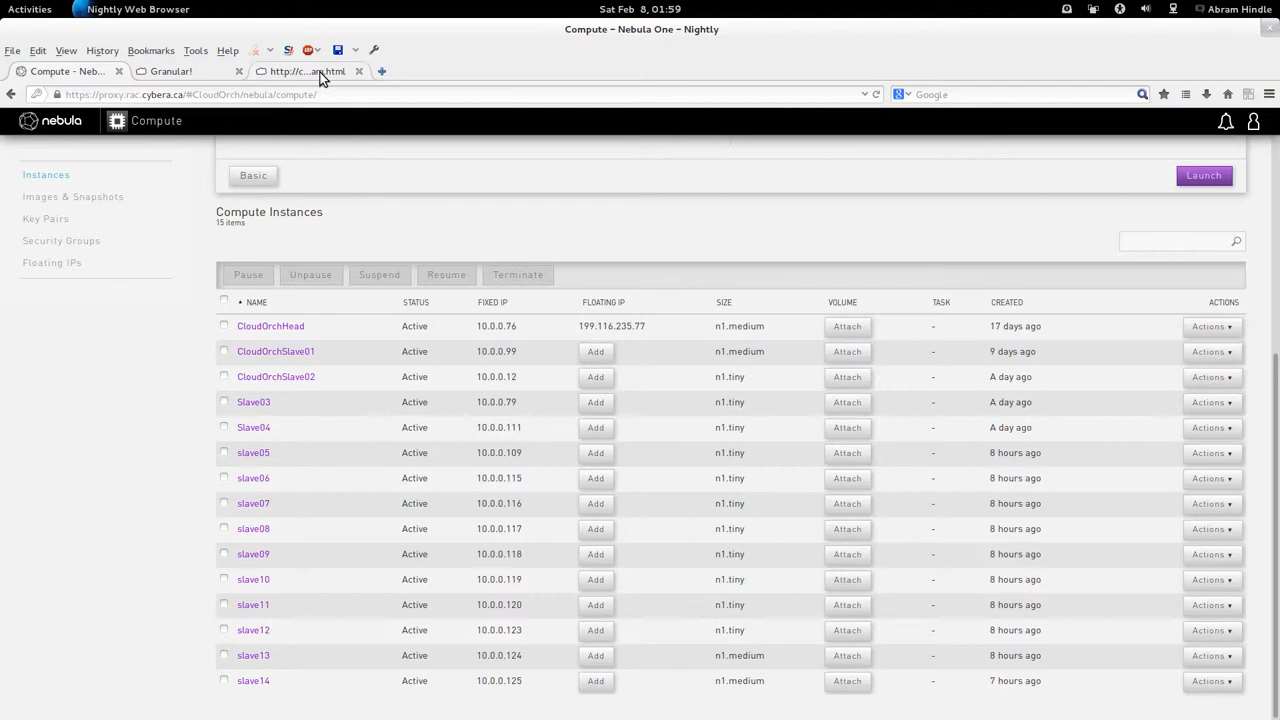 Activities Nightly Web Browser Sat Feb 8, 01:59 Abram Hindle
Compute – Nebula One – Nightly
File Edit View History Bookmarks Tools Help
Compute - Neb... Granular! http://c...am.html
https://proxy.rac.cybera.ca/#CloudOrch/nebula/compute/ Google
nebula Compute
Instances
Images & Snapshots
Key Pairs
Security Groups
Floating IPs
Basic Launch
Compute Instances
15 items
Pause Unpause Suspend Resume Terminate
NAME STATUS FIXED IP FLOATING IP SIZE VOLUME TASK CREATED ACTIONS
CloudOrchHead Active 10.0.0.76 199.116.235.77 n1.medium Attach - 17 days ago Actions
CloudOrchSlave01 Active 10.0.0.99 Add n1.medium Attach - 9 days ago Actions
CloudOrchSlave02 Active 10.0.0.12 Add n1.tiny Attach - A day ago Actions
Slave03 Active 10.0.0.79 Add n1.tiny Attach - A day ago Actions
Slave04 Active 10.0.0.111 Add n1.tiny Attach - A day ago Actions
slave05 Active 10.0.0.109 Add n1.tiny Attach - 8 hours ago Actions
slave06 Active 10.0.0.115 Add n1.tiny Attach - 8 hours ago Actions
slave07 Active 10.0.0.116 Add n1.tiny Attach - 8 hours ago Actions
slave08 Active 10.0.0.117 Add n1.tiny Attach - 8 hours ago Actions
slave09 Active 10.0.0.118 Add n1.tiny Attach - 8 hours ago Actions
slave10 Active 10.0.0.119 Add n1.tiny Attach - 8 hours ago Actions
slave11 Active 10.0.0.120 Add n1.tiny Attach - 8 hours ago Actions
slave12 Active 10.0.0.123 Add n1.tiny Attach - 8 hours ago Actions
slave13 Active 10.0.0.124 Add n1.medium Attach - 8 hours ago Actions
slave14 Active 10.0.0.125 Add n1.medium Attach - 7 hours ago Actions